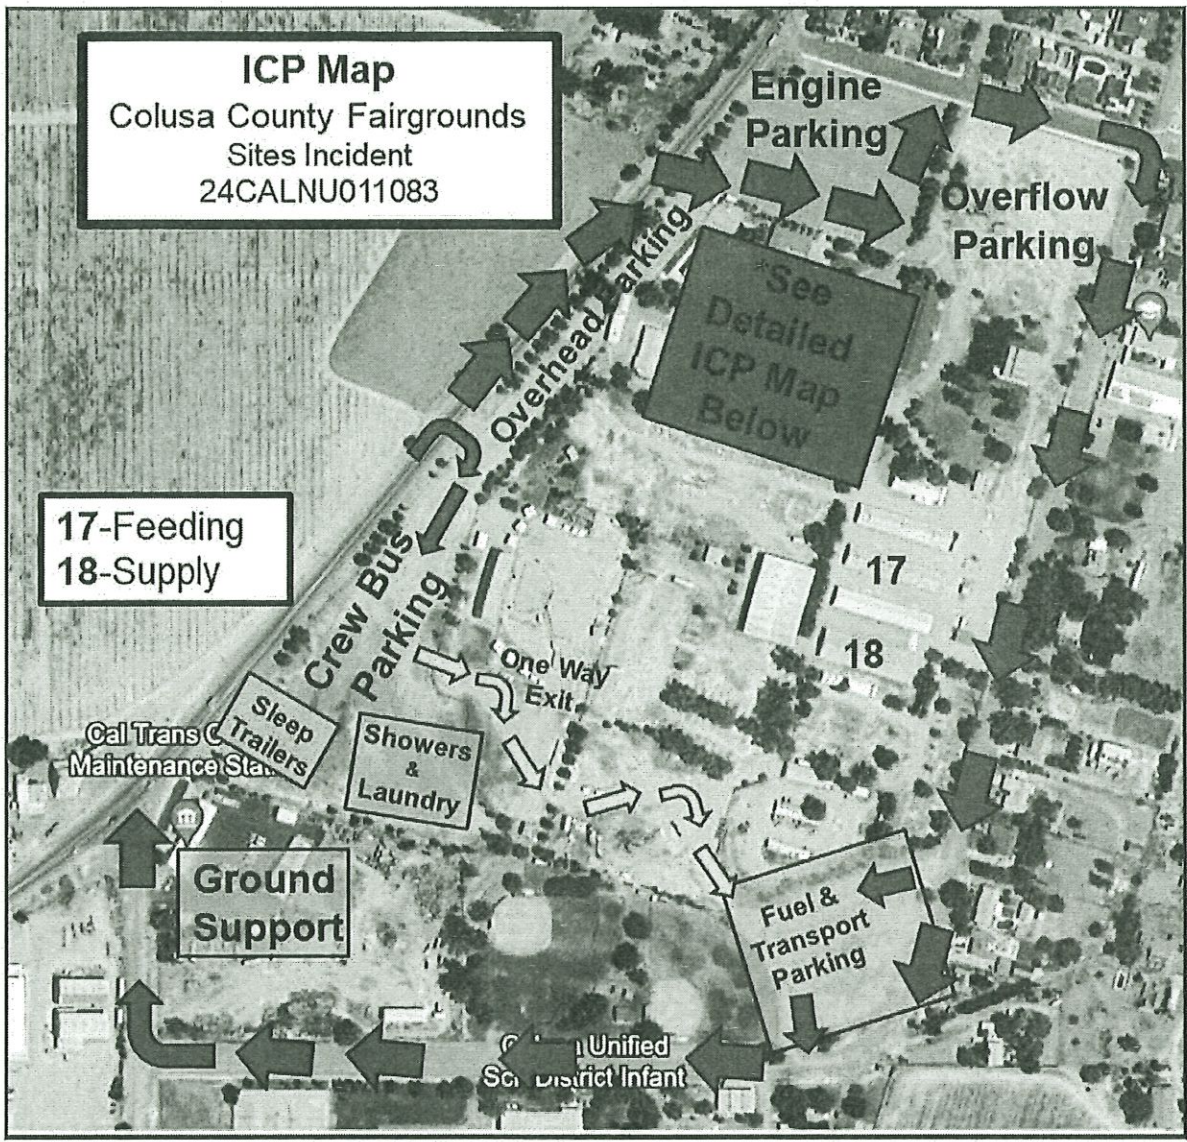 ICP Map
Colusa County Fairgrounds
Sites Incident
24CALNU011083
Engine
Parking
Overflow
Parking
Overhead Parking
*See
Detailed
ICP Map
Below
17-Feeding
18-Supply
17
18
Crew Bus
Parking
One Way
Exit
Sleep
Trailers
Showers
&
Laundry
Cal Trans
Maintenance
Ground
Support
Fuel &
Transport
Parking
Unified
District Infant